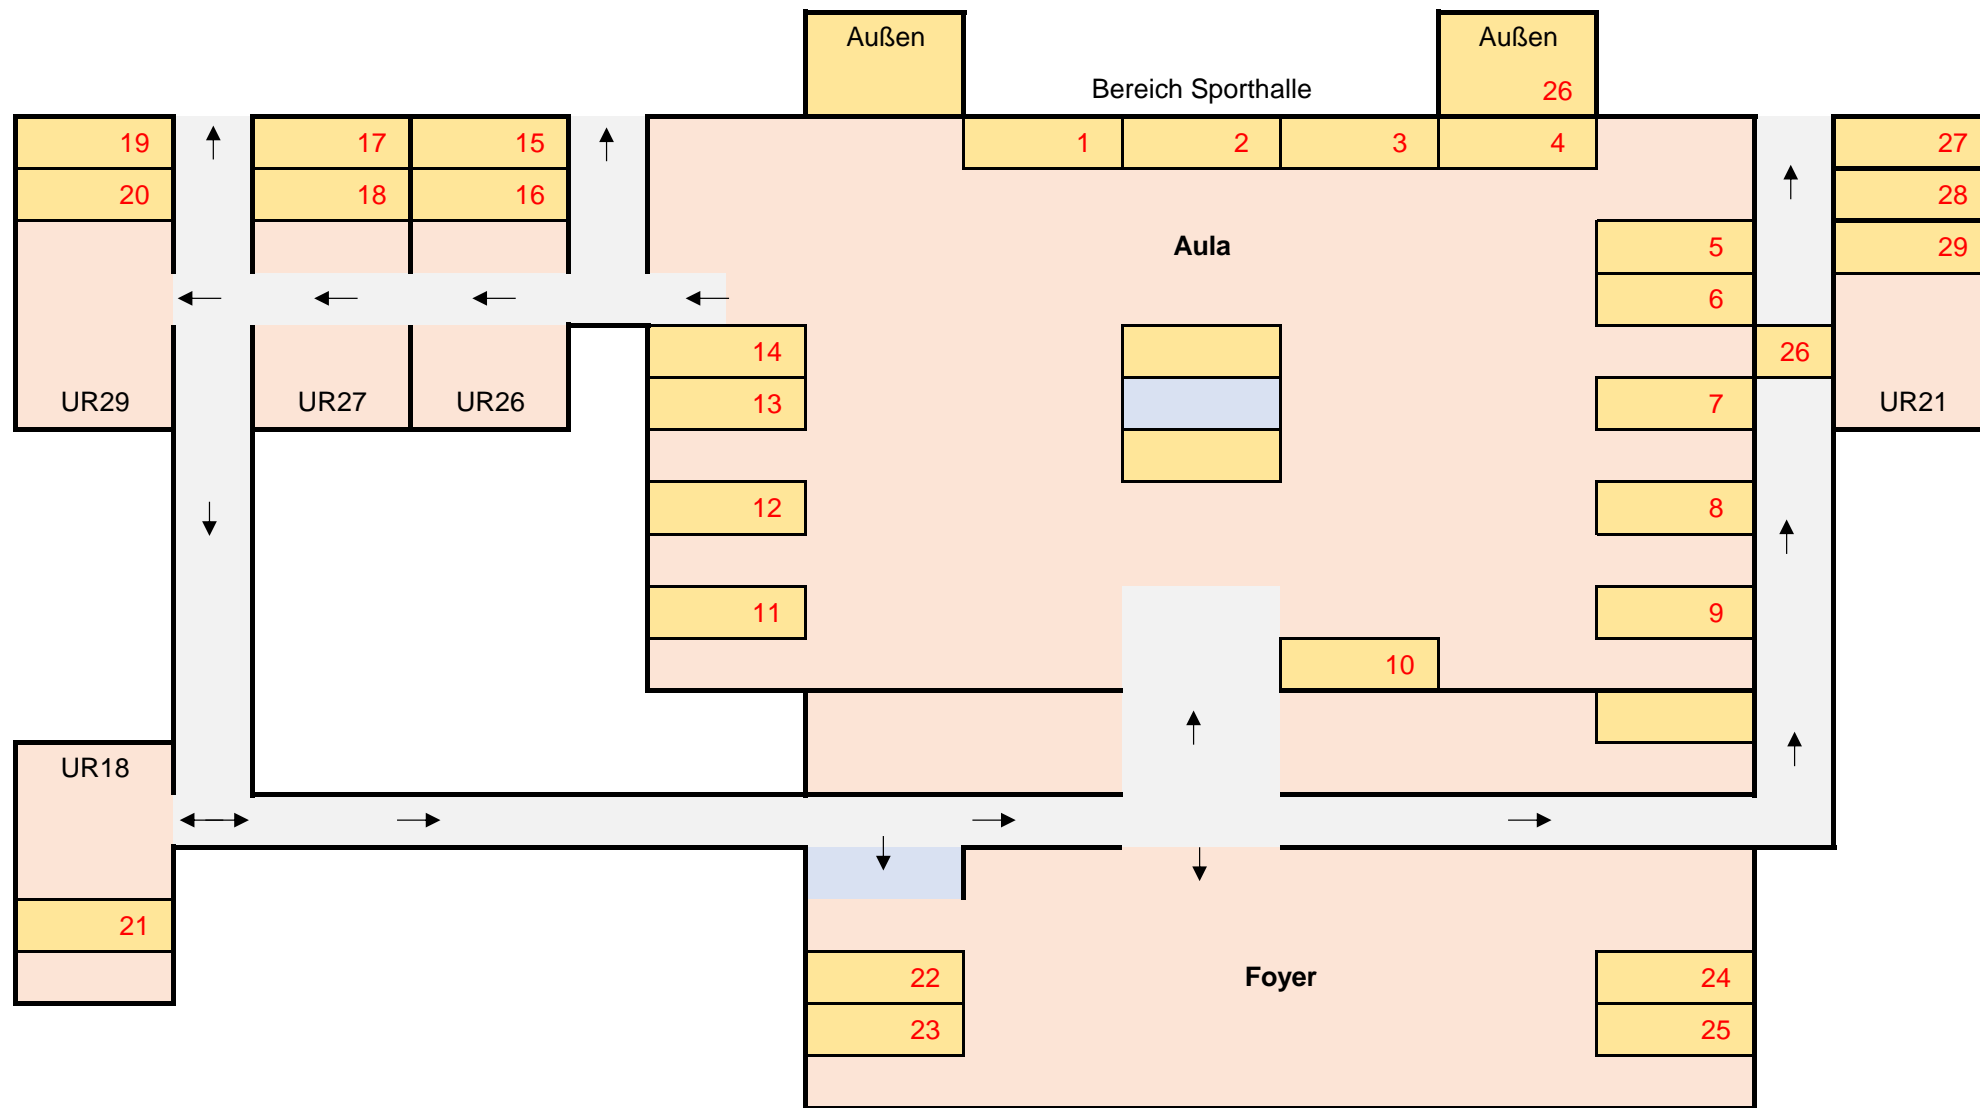 Außen Außen
Bereich Sporthalle 26
19 17 15 1 2 3 4 27
20 18 16 28
Aula 5 29
6
14 26
UR29 UR27 UR26 13 7 UR21
12 8
11 9
10
UR18
21
22 Foyer 24
23 25